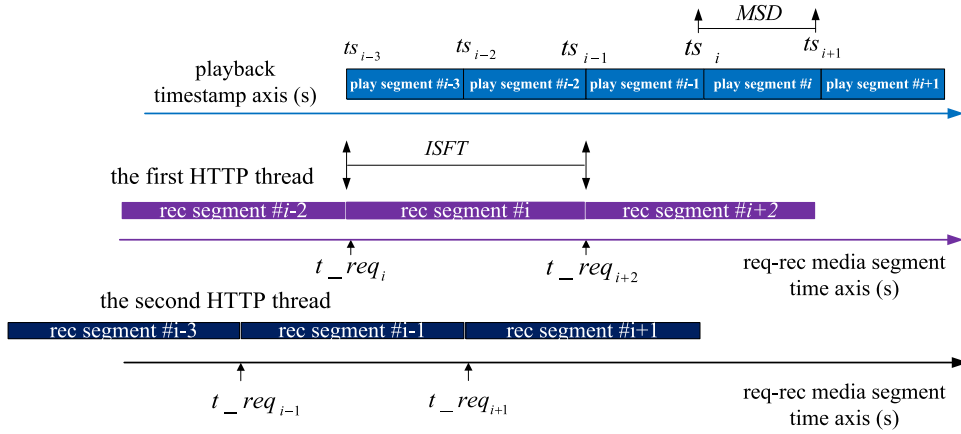 MSD
ts_{i-3} ts_{i-2} ts_{i-1} ts_i ts_{i+1}
playback
timestamp axis (s)
play segment #i-3 play segment #i-2 play segment #i-1 play segment #i play segment #i+1
ISFT
the first HTTP thread
rec segment #i-2 rec segment #i rec segment #i+2
t_req_i t_req_{i+2}
req-rec media segment
time axis (s)
the second HTTP thread
rec segment #i-3 rec segment #i-1 rec segment #i+1
t_req_{i-1} t_req_{i+1}
req-rec media segment
time axis (s)